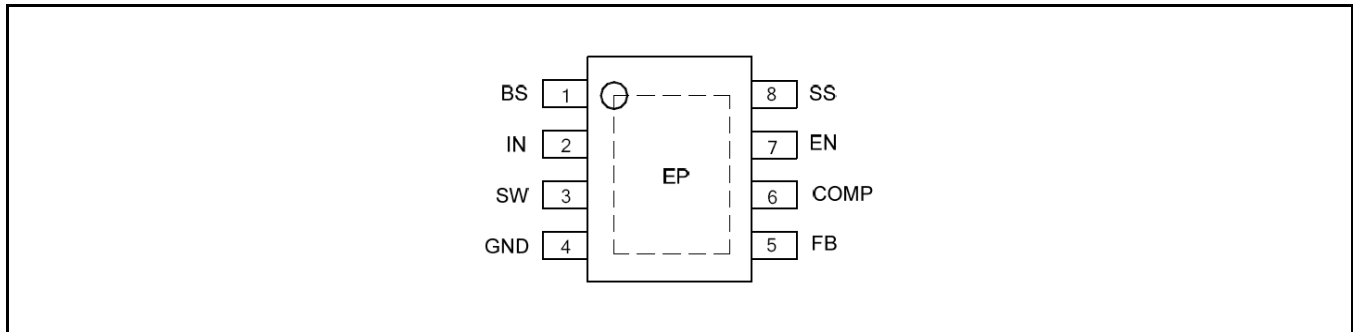 BS 1 8 SS
IN 2 7 EN
EP
SW 3 6 COMP
GND 4 5 FB